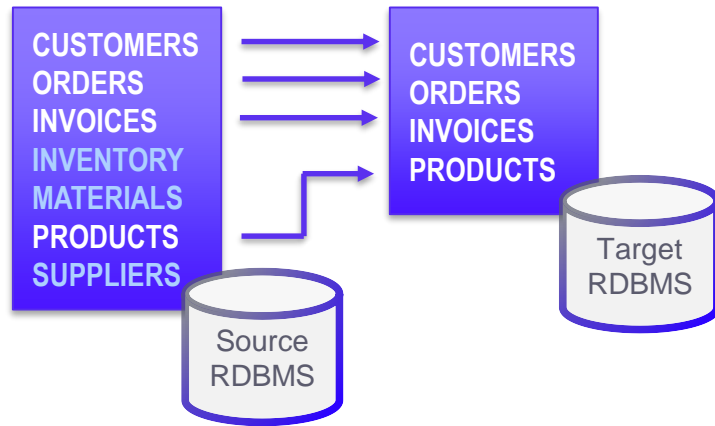 CUSTOMERS
ORDERS
INVOICES
INVENTORY
MATERIALS
PRODUCTS
SUPPLIERS
Source
RDBMS
CUSTOMERS
ORDERS
INVOICES
PRODUCTS
Target
RDBMS